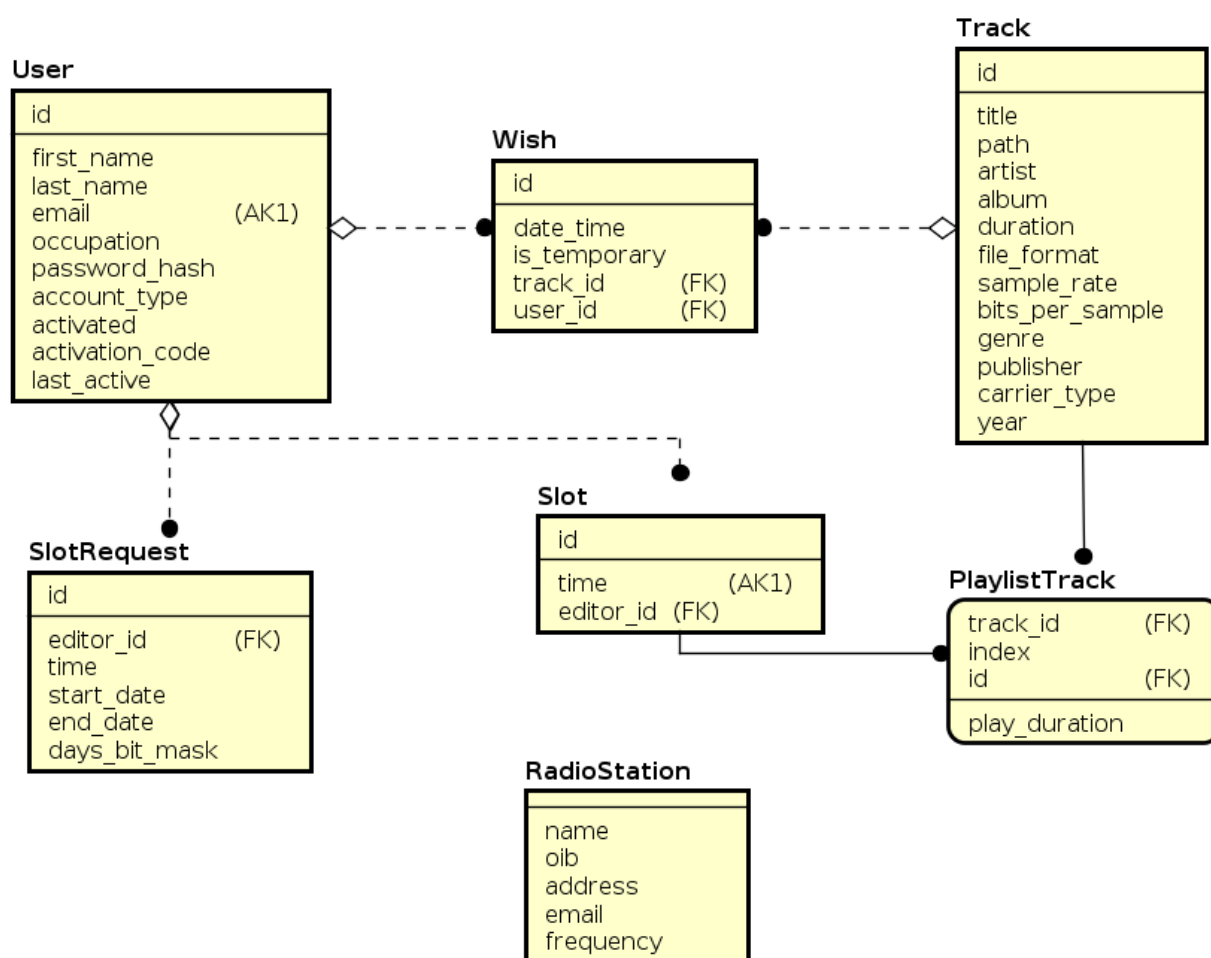 Track
id
title
path
artist
album
duration
file_format
sample_rate
bits_per_sample
genre
publisher
carrier_type
year
User
id
first_name
last_name
email (AK1)
occupation
password_hash
account_type
activated
activation_code
last_active
Wish
id
date_time
is_temporary
track_id (FK)
user_id (FK)
SlotRequest
id
editor_id (FK)
time
start_date
end_date
days_bit_mask
Slot
id
time (AK1)
editor_id (FK)
PlaylistTrack
track_id (FK)
index
id (FK)
play_duration
RadioStation
name
oib
address
email
frequency